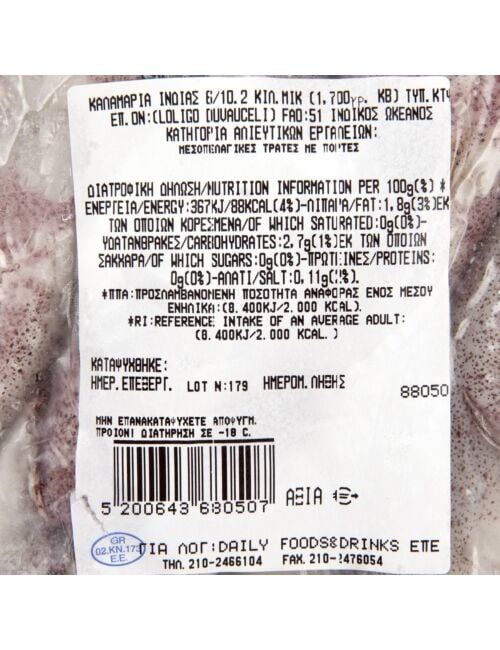 ΚΑΛΑΜΑΡΙΑ ΙΝΔΙΑΣ 6/10.2 ΚΙΛ.ΜΙΚ (1,700γρ. ΚΒ) ΤΥΠ.ΚΤΨ
ΕΠ.ΟΝ:(LOLIGO DUVAUCELI) FAO:51 ΙΝΔΙΚΟΣ ΩΚΕΑΝΟΣ
ΚΑΤΗΓΟΡΙΑ ΑΛΙΕΥΤΙΚΩΝ ΕΡΓΑΛΕΙΩΝ:
ΜΕΣΟΠΕΛΑΓΙΚΕΣ ΤΡΑΤΕΣ ΜΕ ΠΟΡΤΕΣ
ΔΙΑΤΡΟΦΙΚΗ ΔΗΛΩΣΗ/NUTRITION INFORMATION PER 100g(%) *
ΕΝΕΡΓΕΙΑ/ENERGY:367KJ/88KCAL(4%)-ΛΙΠΑΡΑ/FAT:1,8g(3%)ΕΚ
ΤΩΝ ΟΠΟΙΩΝ ΚΟΡΕΣΜΕΝΑ/OF WHICH SATURATED:0g(0%)-
ΥΔΑΤΑΝΘΡΑΚΕΣ/CARBOHYDRATES:2,7g(1%)ΕΚ ΤΩΝ ΟΠΟΙΩΝ
ΣΑΚΧΑΡΑ/OF WHICH SUGARS:0g(0%)-ΠΡΩΤΕΙΝΕΣ/PROTEINS:
0g(0%)-ΑΛΑΤΙ/SALT:0,11g(2%).
*ΠΠΑ:ΠΡΟΣΛΑΜΒΑΝΟΜΕΝΗ ΠΟΣΟΤΗΤΑ ΑΝΑΦΟΡΑΣ ΕΝΟΣ ΜΕΣΟΥ
ΕΝΗΛΙΚΑ:(8.400KJ/2.000 KCAL).
*RI:REFERENCE INTAKE OF AN AVERAGE ADULT:
(8.400KJ/2.000 KCAL. )
ΚΑΤΑΨΥΧΘΗΚΕ:
ΗΜΕΡ.ΕΠΕΞΕΡΓ. LOT N:179 ΗΜΕΡΟΜ.ΛΗΞΗΣ
88050
ΜΗΝ ΕΠΑΝΑΚΑΤΑΨΥΧΕΤΕ ΑΠΟΨΥΓΜ.
ΠΡΟΙΟΝ! ΔΙΑΤΗΡΗΣΗ ΣΕ -18 C.
5 200643 680507 ΑΞΙΑ
GR
02.KN.173
E.E.
ΓΙΑ ΛΟΓ:DAILY FOODS&DRINKS ΕΠΕ
ΤΗΛ. 210-2466104 FAX. 210-2476054